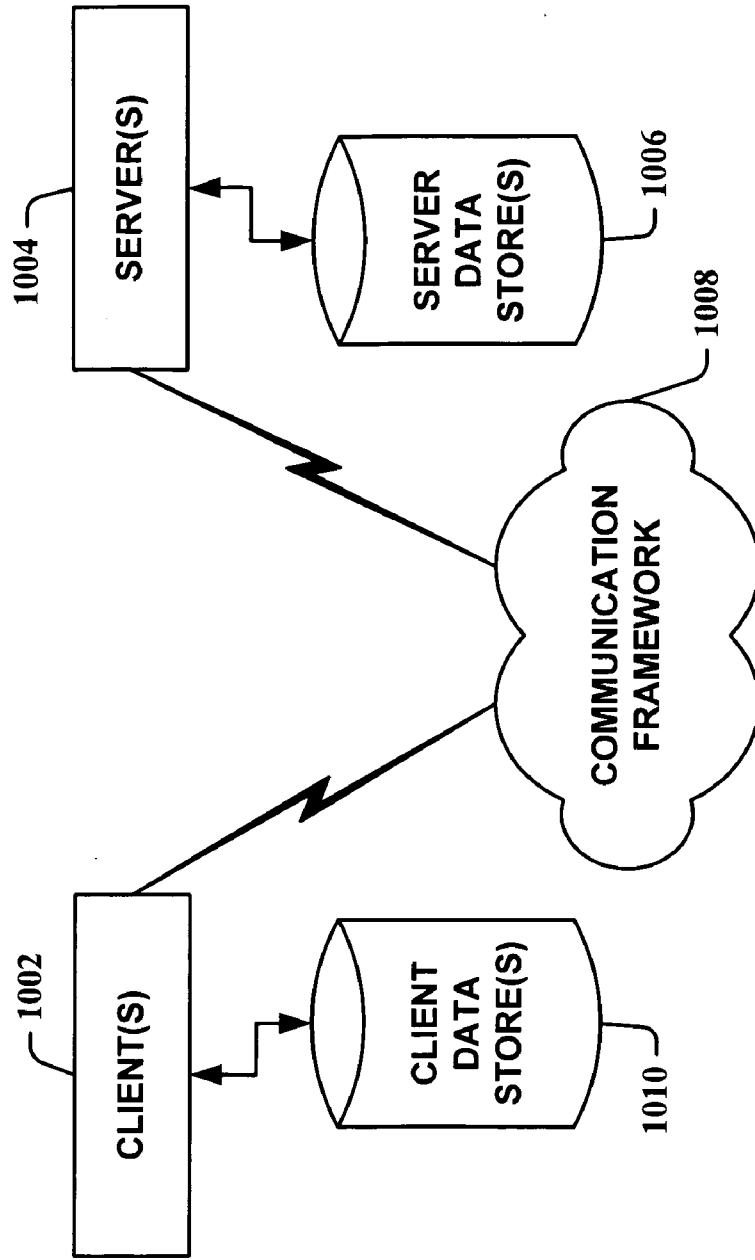 1002
CLIENT(S)
1004
SERVER(S)
CLIENT
DATA
STORE(S)
1010
SERVER
DATA
STORE(S)
1006
1008
COMMUNICATION
FRAMEWORK